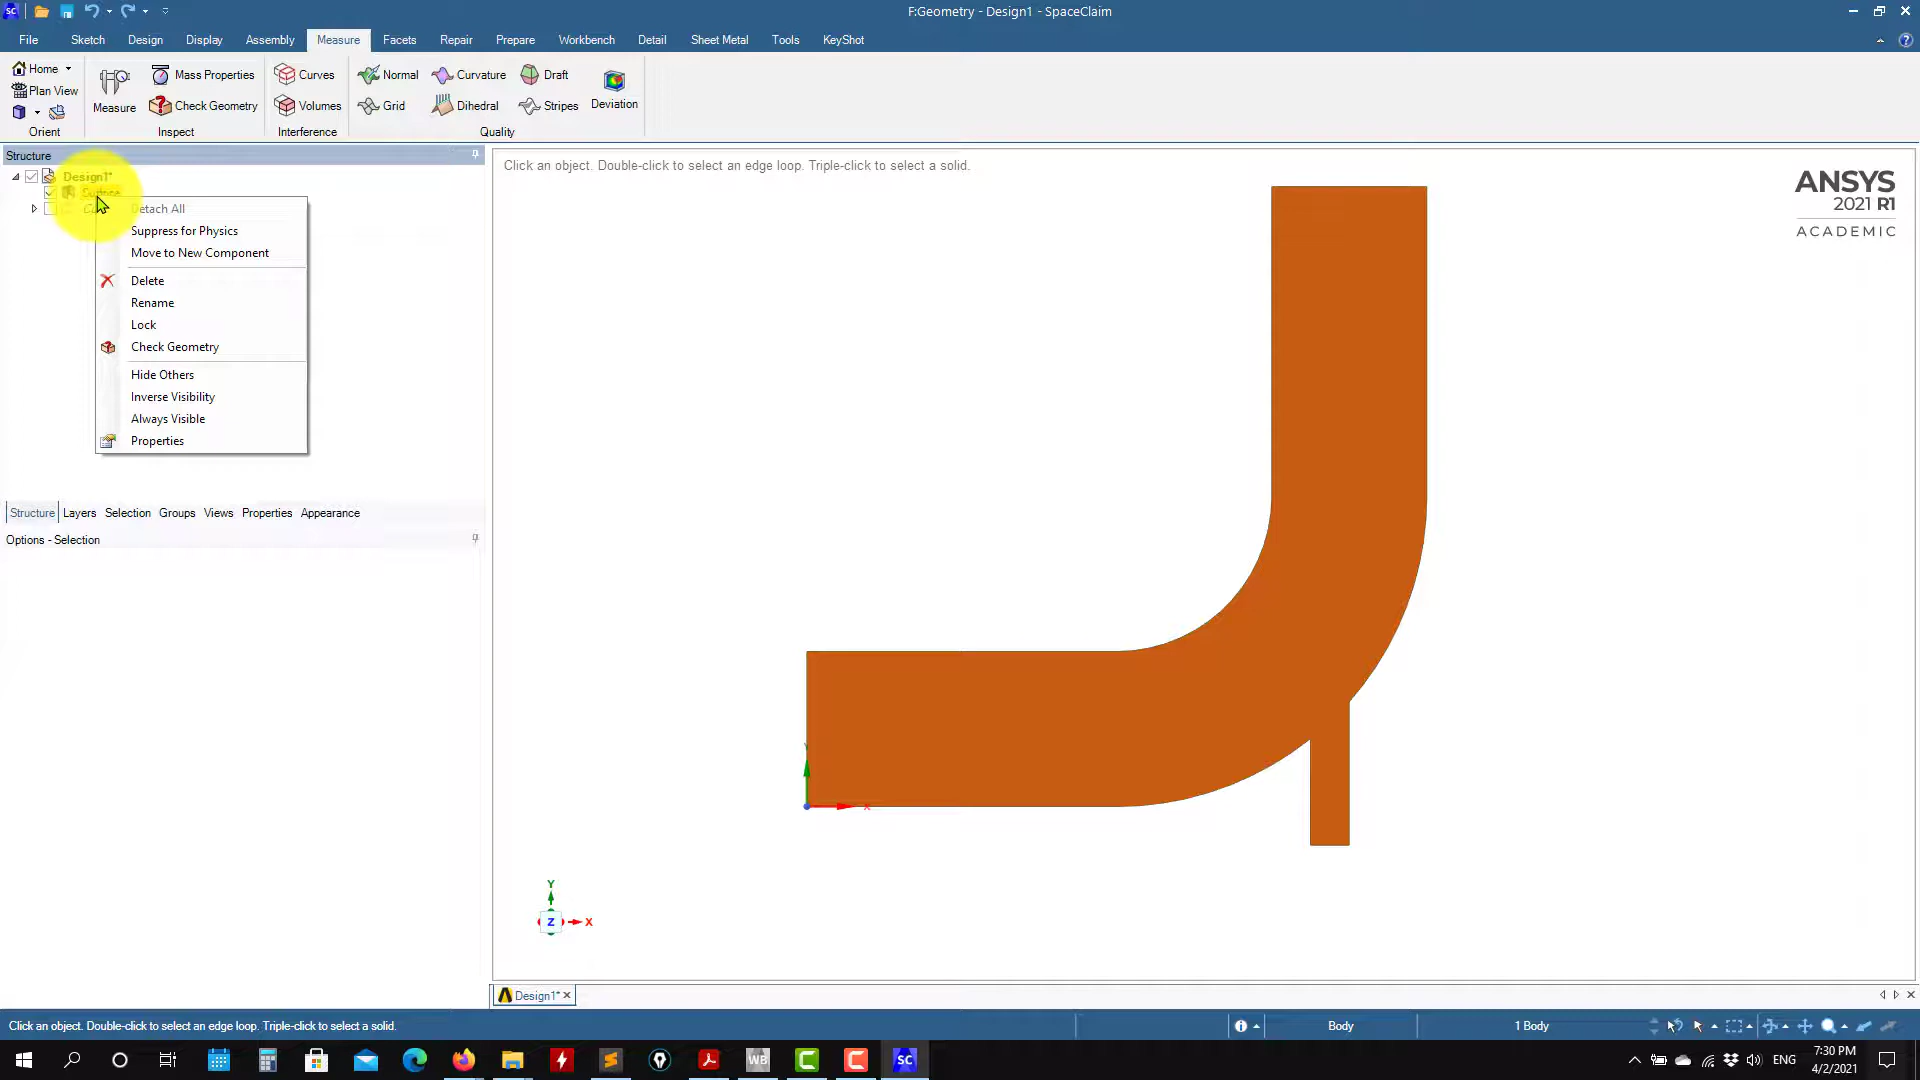 F:Geometry - Design1 - SpaceClaim
File Sketch Design Display Assembly Measure Facets Repair Prepare Workbench Detail Sheet Metal Tools KeyShot
Home
Plan View
Orient
Measure
Mass Properties
Check Geometry
Inspect
Curves
Volumes
Interference
Normal Curvature Draft
Grid Dihedral Stripes
Deviation
Quality
Structure
Design1*
Surface
Detach All
Suppress for Physics
Move to New Component
Delete
Rename
Lock
Check Geometry
Hide Others
Inverse Visibility
Always Visible
Properties
Structure Layers Selection Groups Views Properties Appearance
Options - Selection
Click an object. Double-click to select an edge loop. Triple-click to select a solid.
ANSYS
2021 R1
ACADEMIC
X
Y
Z
X
Design1*
Click an object. Double-click to select an edge loop. Triple-click to select a solid.
Body
1 Body
WB
SC
ENG
7:30 PM
4/2/2021